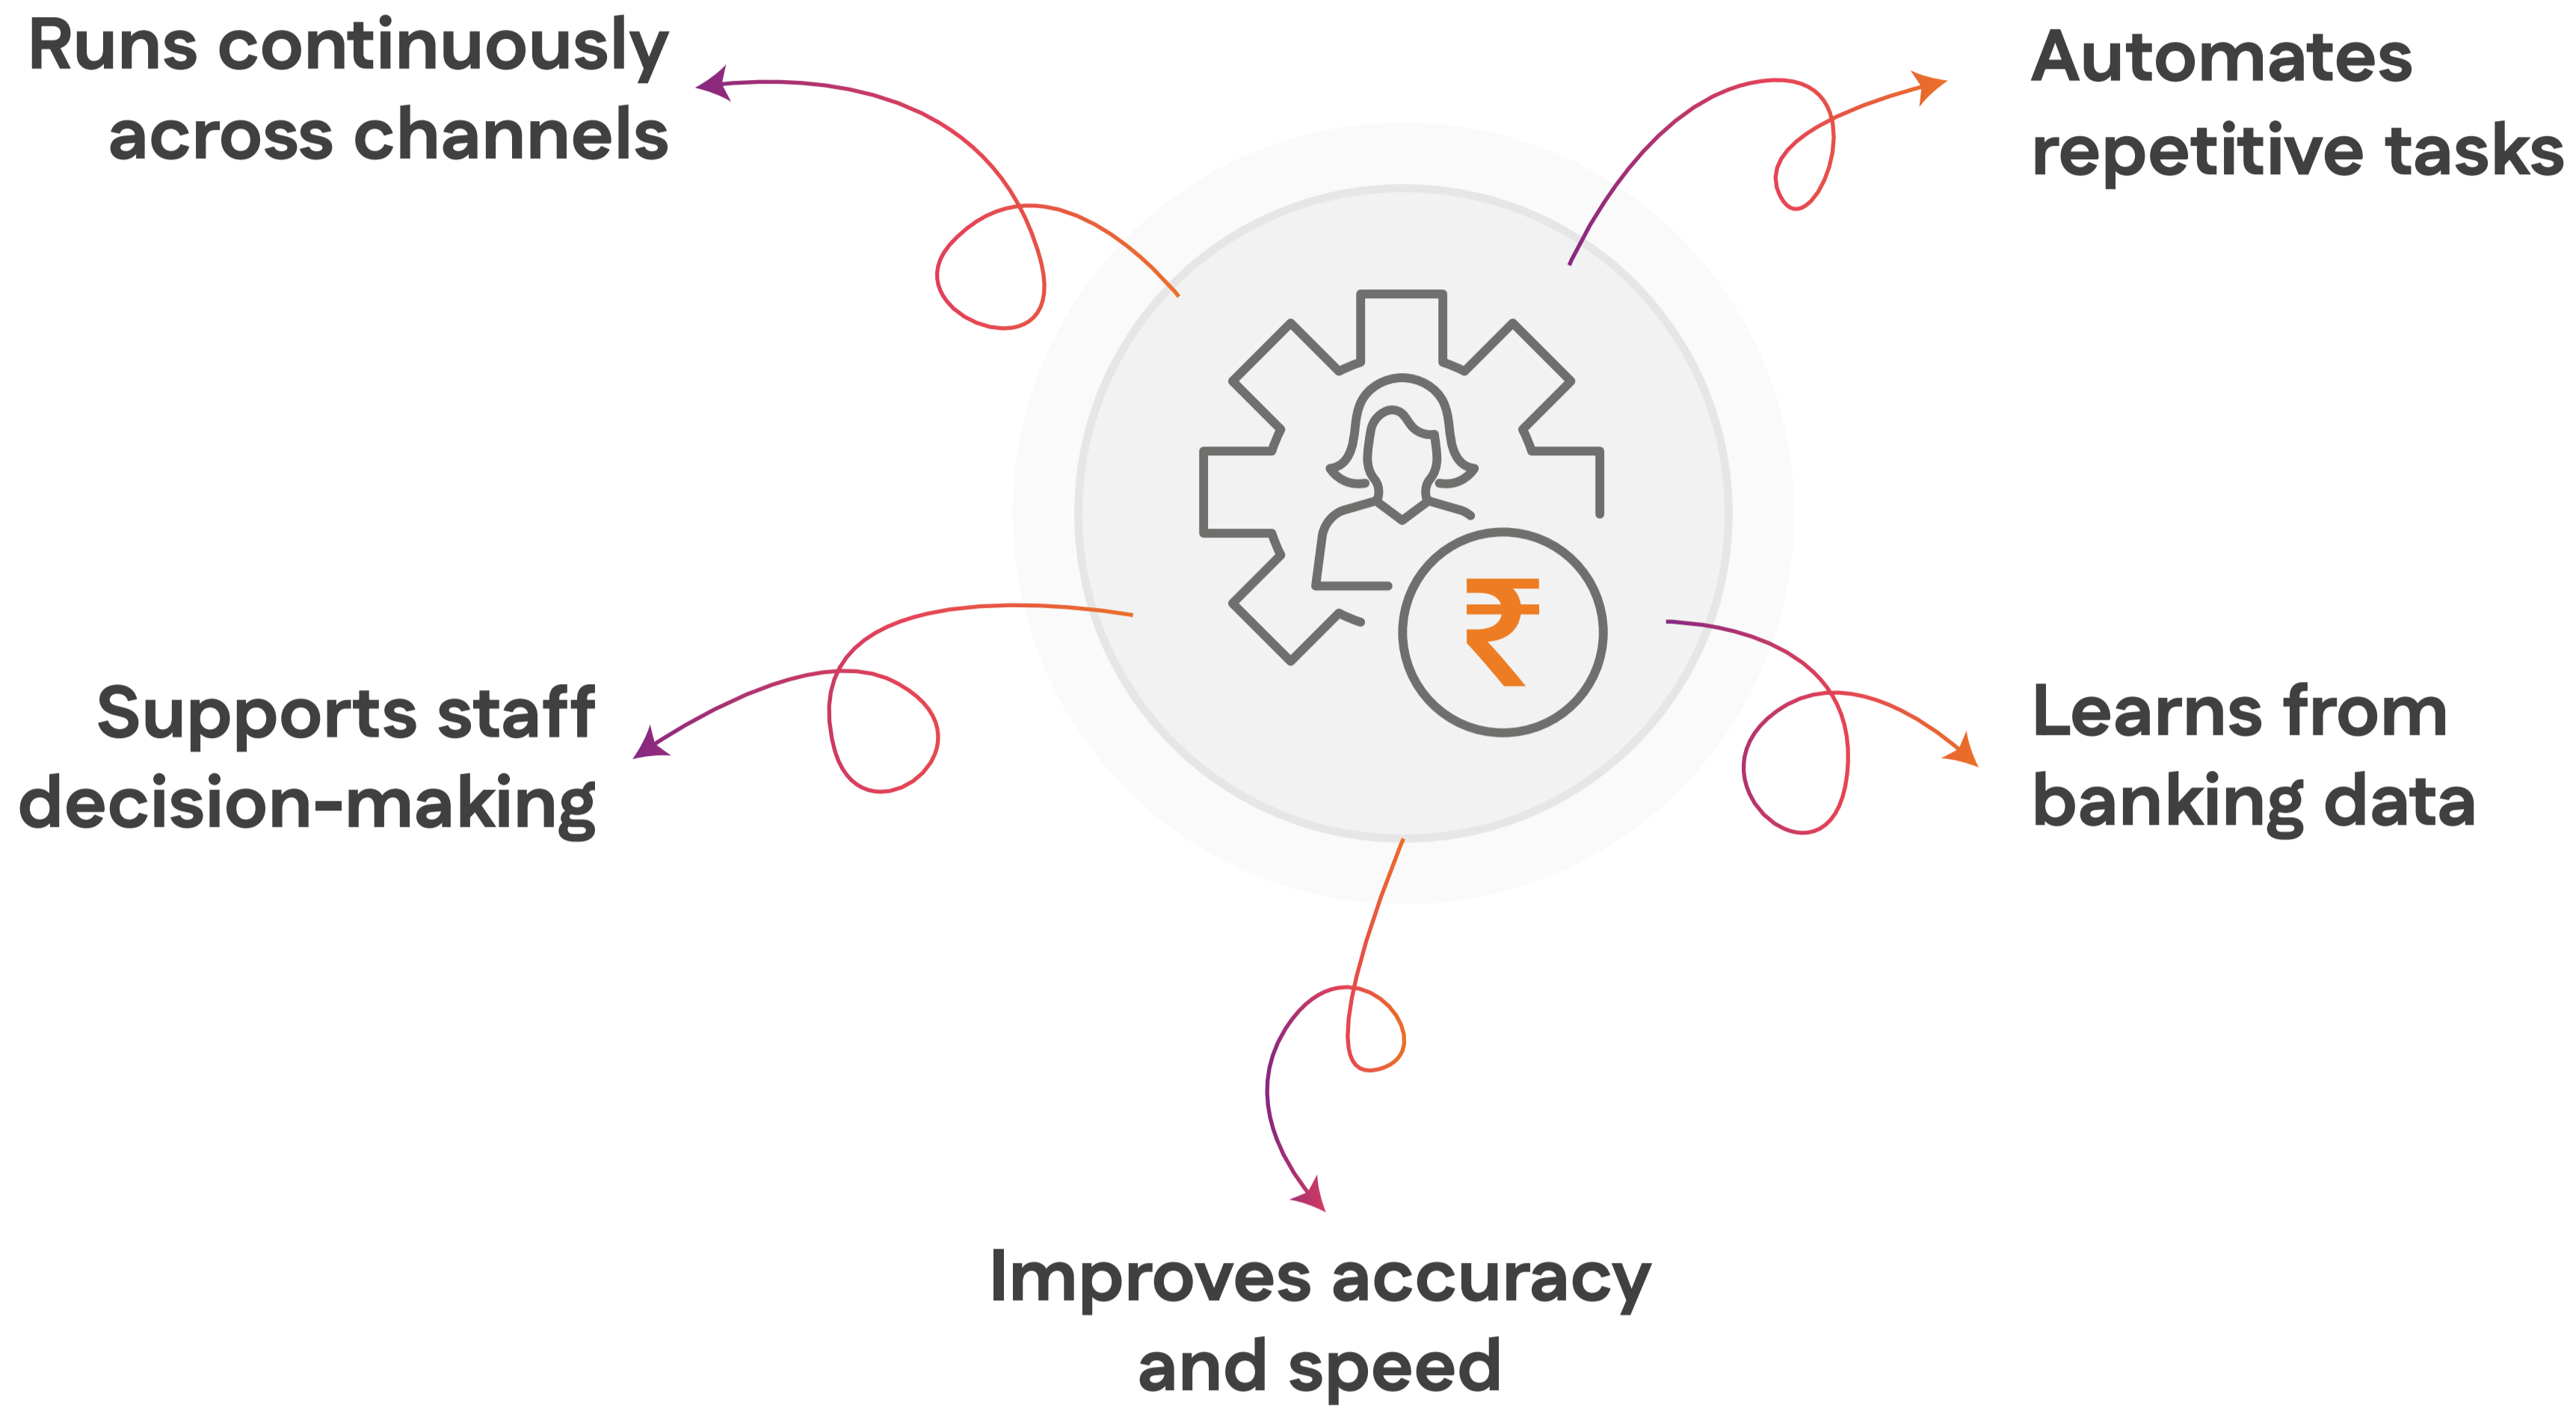 Runs continuously
across channels
Automates
repetitive tasks
₹
Supports staff
decision-making
Learns from
banking data
Improves accuracy
and speed